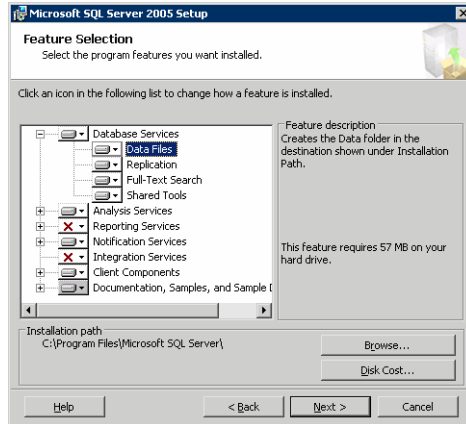 Microsoft SQL Server 2005 Setup
Feature Selection
Select the program features you want installed.
Click an icon in the following list to change how a feature is installed.
Database Services
Data Files
Replication
Full-Text Search
Shared Tools
Analysis Services
Reporting Services
Notification Services
Integration Services
Client Components
Documentation, Samples, and Sample
Feature description
Creates the Data folder in the
destination shown under Installation
Path.
This feature requires 57 MB on your
hard drive.
Installation path
C:\Program Files\Microsoft SQL Server\
Browse...
Disk Cost...
Help
< Back
Next >
Cancel